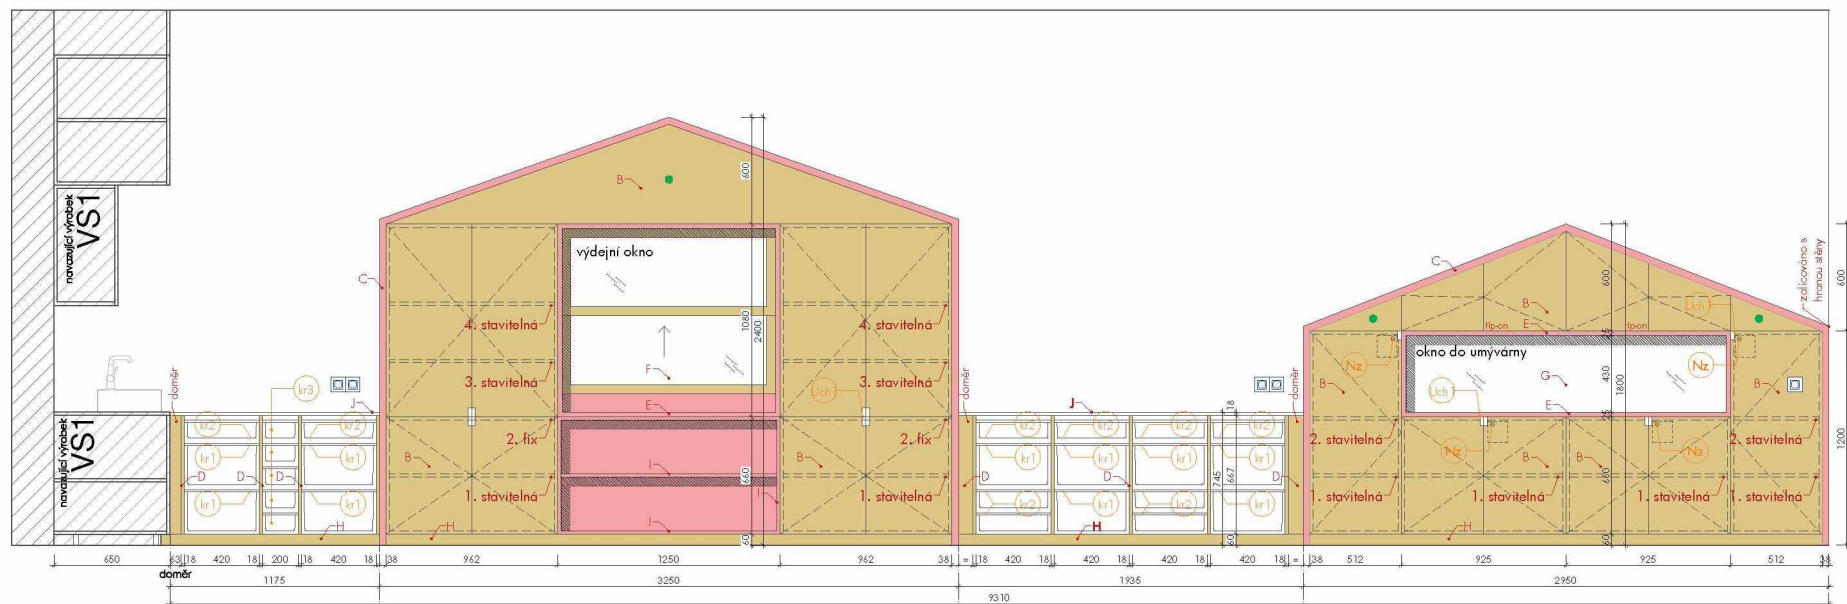 navazující výrobek
VS1
navazující výrobek
VS1
výdejní okno
okno do umývárny
zalícováno s
hranou stěny
B
C
B
C
B
E
tip-on
tip-on
Uch
600
600
600
4. stavitelná
4. stavitelná
3. stavitelná
3. stavitelná
F
E
Uch
2. fix
2. fix
1080
2400
Nz
Nz
Uch
G
E
B
B
25
430
25
1800
1200
doměr
kr3
J
kr2
kr2
kr1
kr1
D
D
D
kr1
kr1
H
B
H
1. stavitelná
I
I
I
660
60
B
1. stavitelná
doměr
J
doměr
18
kr2
kr1
kr1
kr2
kr1
kr1
kr2
kr1
kr2
D
D
D
kr2
kr1
kr2
kr1
H
745
667
60
2. stavitelná
2. stavitelná
Nz
Nz
B
B
1. stavitelná
1. stavitelná
1. stavitelná
1. stavitelná
660
60
H
650
63
18
420
18
200
18
420
18
38
962
1250
962
38
=
18
420
18
420
18
420
18
420
18
=
38
512
925
925
512
38
doměr
1175
3250
1935
2950
9310